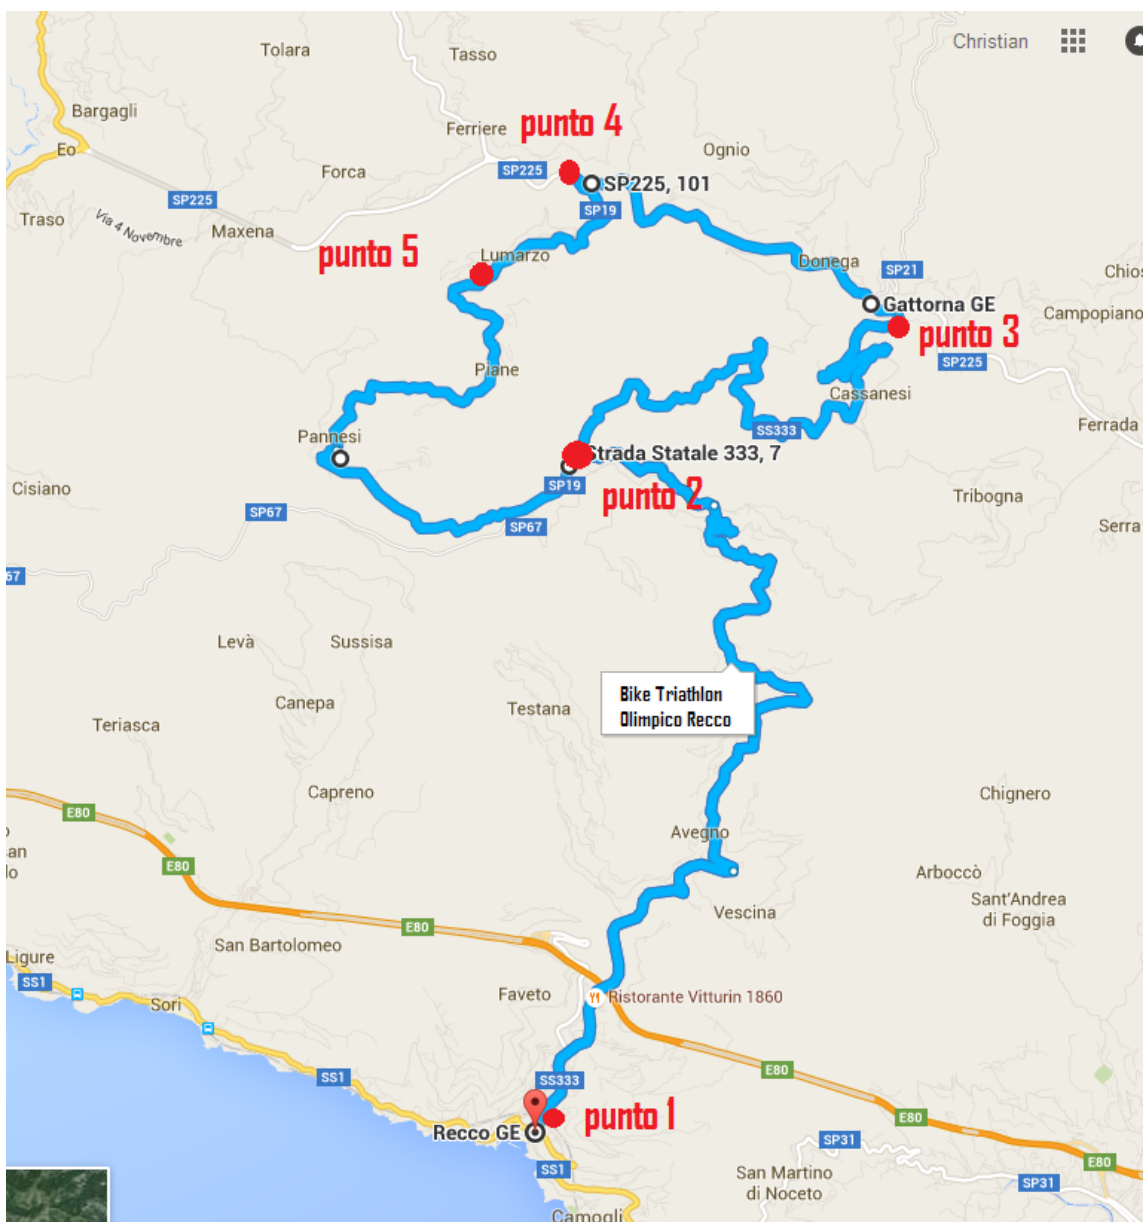 Christian
Tolara
Tasso
Bargagli
punto 4
Ferriere
Eo
Ognio
Forca
SP225
SP225, 101
SP225
SP19
Traso
Via 4 Novembre
Maxena
punto 5
Lumarzo
Donega
SP21
Chios
Gattorna GE
Campopiano
punto 3
Piane
SP225
Cassanesi
Ferrada
SS333
Pannesi
Strada Statale 333, 7
Cisiano
SP19
punto 2
Tribogna
SP67
SP67
Serra
67
Levà
Sussisa
Bike Triathlon
Olimpico Recco
Canepa
Testana
Teriasca
Capreno
Chignero
E80
Avegno
an
lo
E80
Arboccò
Sant'Andrea
di Foggia
Vescina
E80
San Bartolomeo
Ligure
SS1
Faveto
Ristorante Vitturin 1860
Sori
SS1
SS333
E80
punto 1
Recco GE
SP31
E80
SS1
San Martino
di Noceto
SP31
Camogli